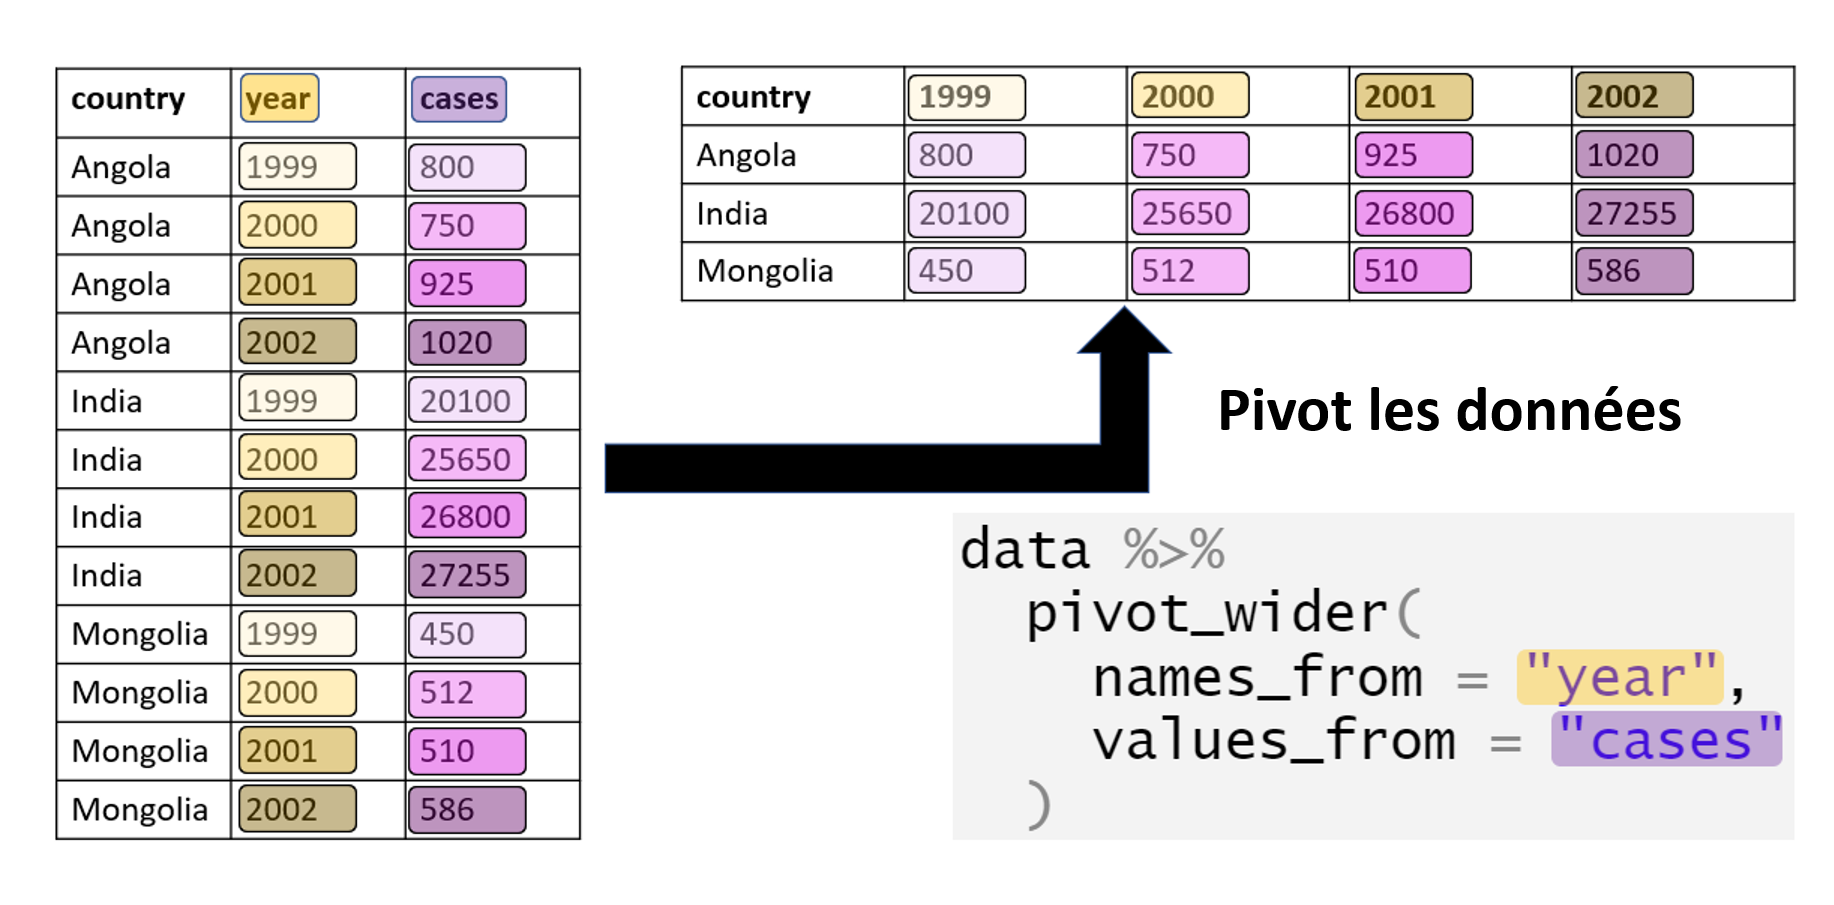 country year cases
Angola 1999 800
Angola 2000 750
Angola 2001 925
Angola 2002 1020
India 1999 20100
India 2000 25650
India 2001 26800
India 2002 27255
Mongolia 1999 450
Mongolia 2000 512
Mongolia 2001 510
Mongolia 2002 586
country 1999 2000 2001 2002
Angola 800 750 925 1020
India 20100 25650 26800 27255
Mongolia 450 512 510 586
Pivot les données
data %>%
  pivot_wider(
    names_from = "year",
    values_from = "cases"
  )